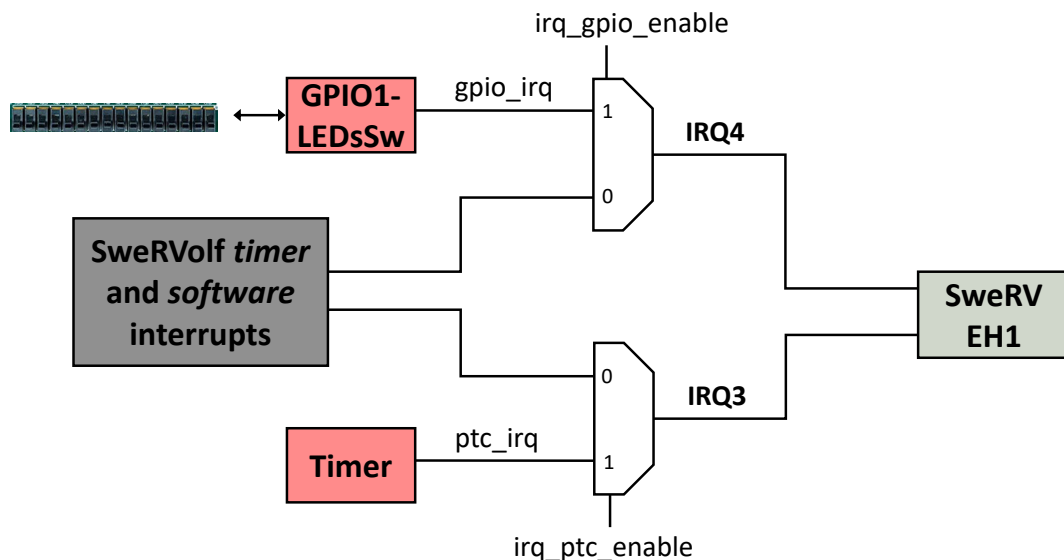 irq_gpio_enable
GPIO1-
LEDsSw
gpio_irq
1
IRQ4
0
SweRVolf timer
and software
interrupts
SweRV
EH1
0
IRQ3
Timer
ptc_irq
1
irq_ptc_enable